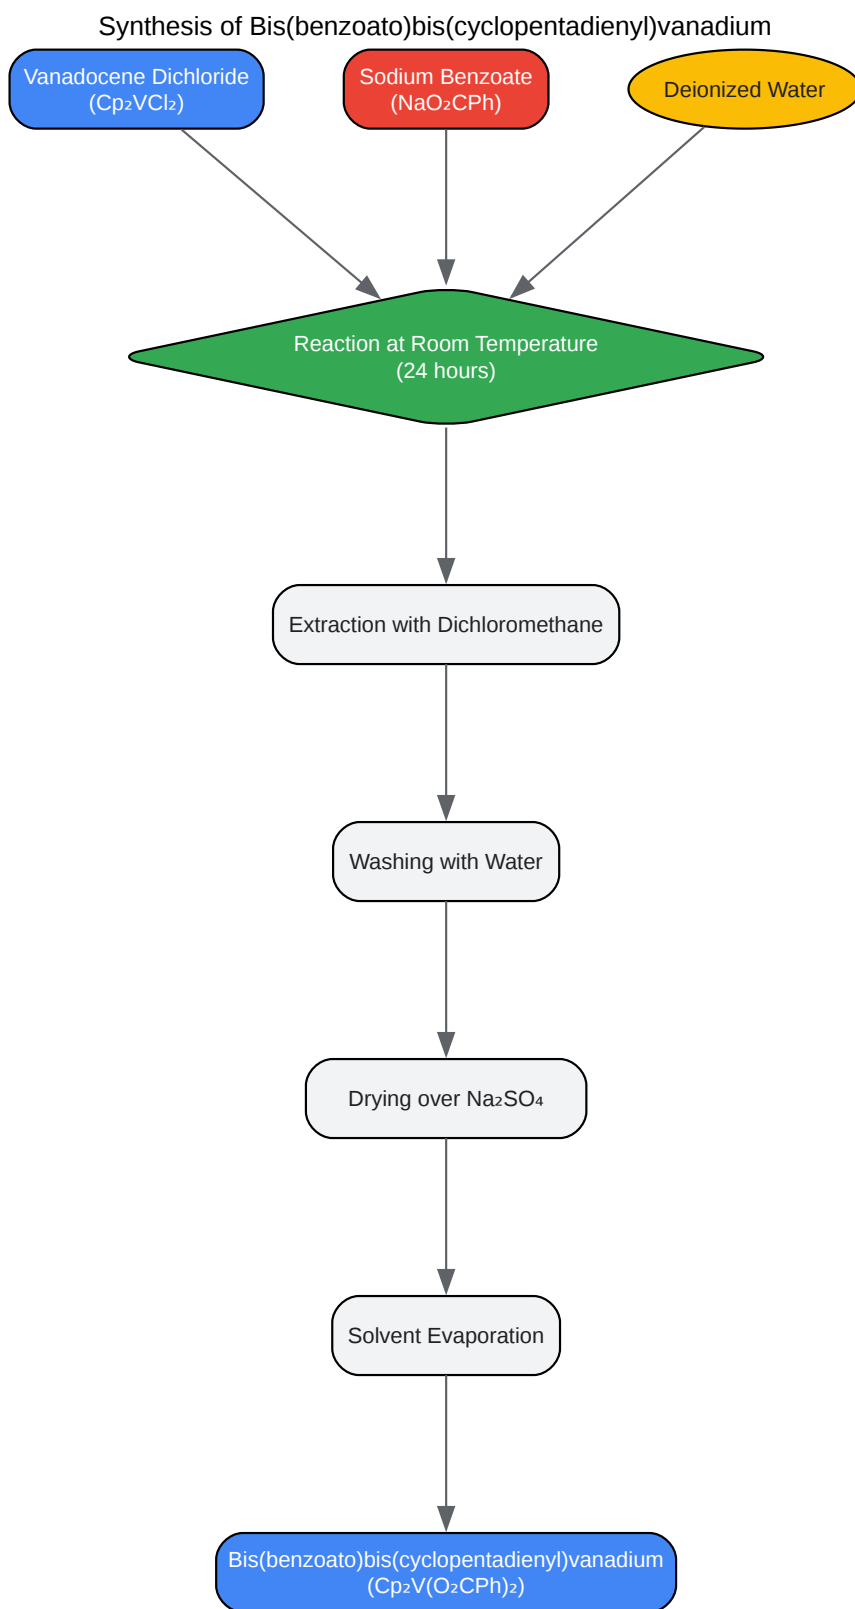 Synthesis of Bis(benzoato)bis(cyclopentadienyl)vanadium
Vanadocene Dichloride
(Cp₂VCl₂)
Sodium Benzoate
(NaO₂CPh)
Deionized Water
Reaction at Room Temperature
(24 hours)
Extraction with Dichloromethane
Washing with Water
Drying over Na₂SO₄
Solvent Evaporation
Bis(benzoato)bis(cyclopentadienyl)vanadium
(Cp₂V(O₂CPh)₂)